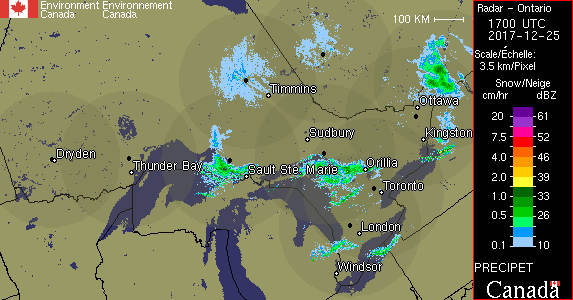 Environment Environnement
Canada Canada
100 KM
Timmins
Ottawa
Sudbury
Kingston
Dryden
Thunder Bay
Sault Ste. Marie
Orillia
Toronto
London
Windsor
Radar - Ontario
1700 UTC
2017-12-25
Scale/Échelle:
3.5 km/Pixel
Snow/Neige
cm/hr dBZ
20 61
7.5 52
4.0 46
2.0 39
1.0 33
0.5 26
0.1 10
PRECIPET
Canada